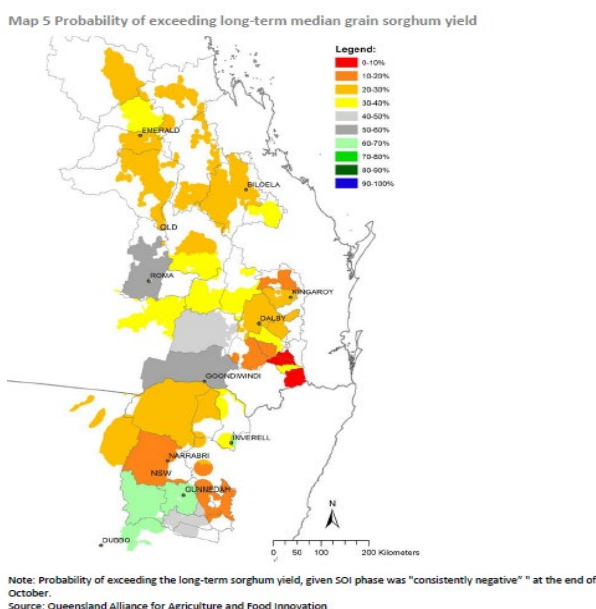 Map 5 Probability of exceeding long-term median grain sorghum yield
Legend:
0-10%
10-20%
20-30%
30-40%
40-50%
50-60%
60-70%
70-80%
80-90%
90-100%
EMERALD
BILOELA
QLD
ROMA
KINGAROY
DALBY
GOONDIWINDI
INVERELL
NARRABRI
NSW
GUNNEDAH
DUBBO
N
0 50 100 200 Kilometers
Note: Probability of exceeding the long-term sorghum yield, given SOI phase was "consistently negative" " at the end of
October.
Source: Queensland Alliance for Agriculture and Food Innovation